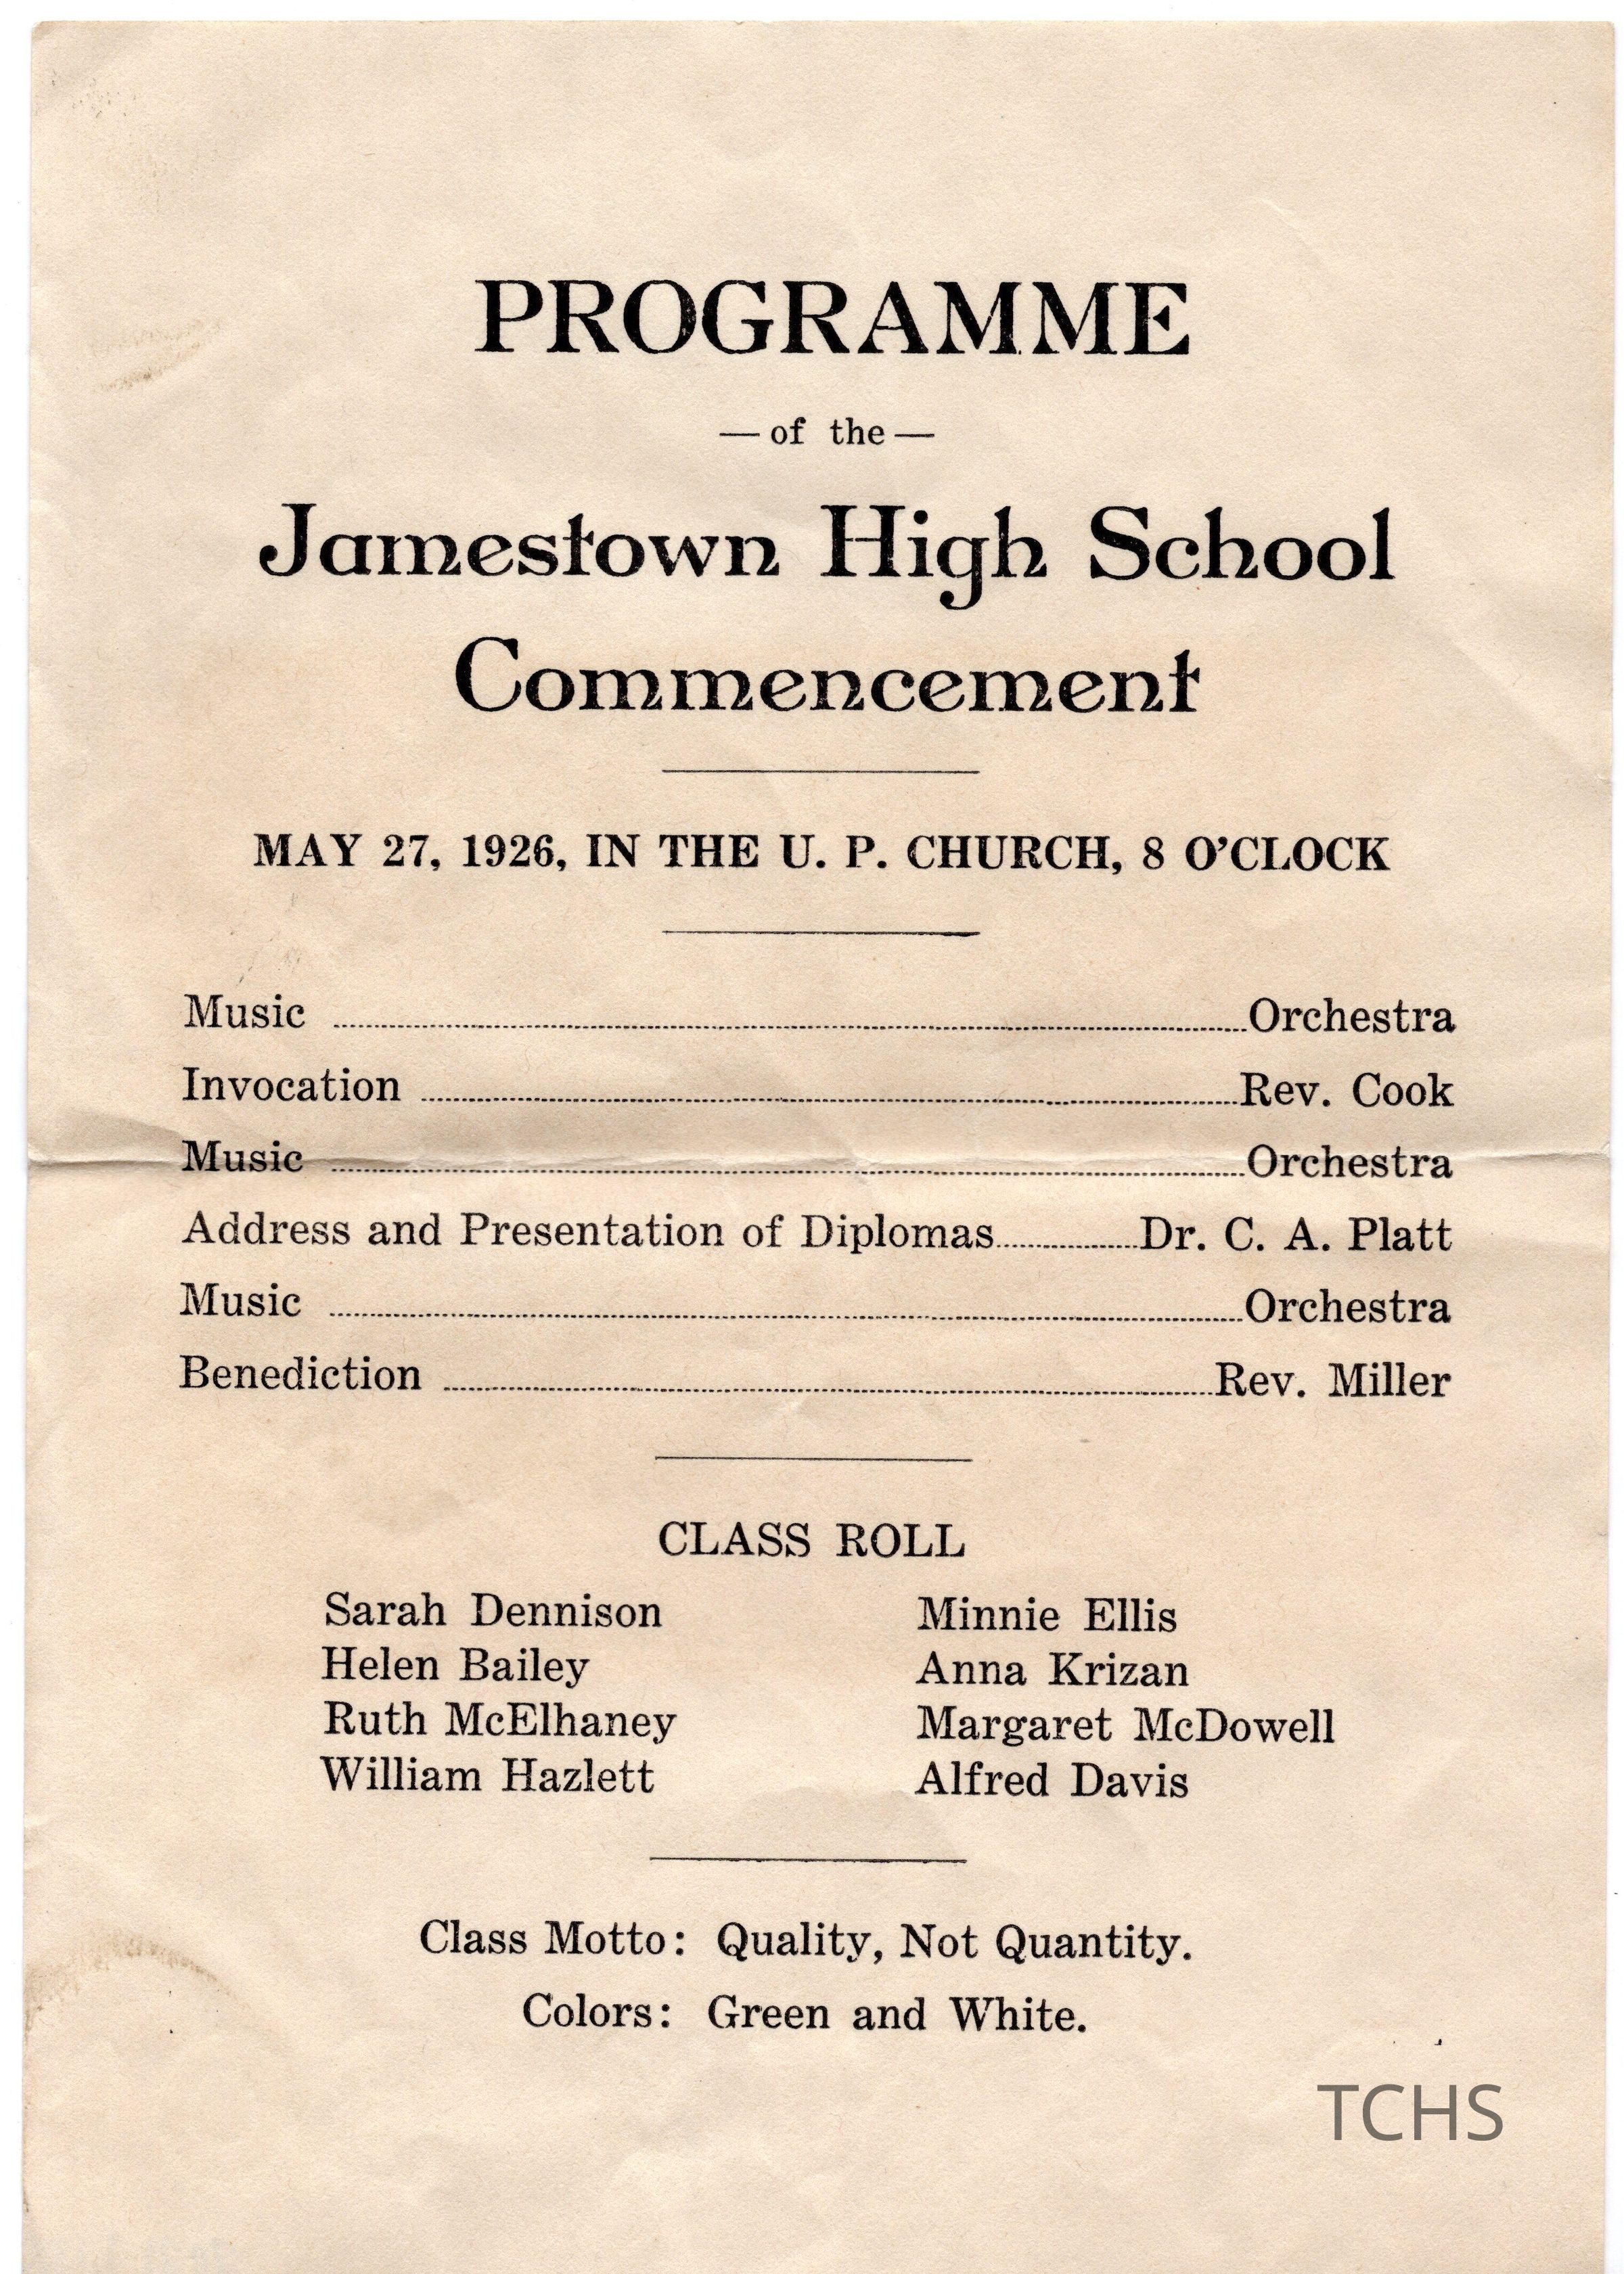 PROGRAMME
— of the —
Jamestown High School
Commencement
MAY 27, 1926, IN THE U. P. CHURCH, 8 O'CLOCK
Music ........ Orchestra
Invocation ........ Rev. Cook
Music ........ Orchestra
Address and Presentation of Diplomas ........ Dr. C. A. Platt
Music ........ Orchestra
Benediction ........ Rev. Miller
CLASS ROLL
Sarah Dennison
Helen Bailey
Ruth McElhaney
William Hazlett
Minnie Ellis
Anna Krizan
Margaret McDowell
Alfred Davis
Class Motto: Quality, Not Quantity.
Colors: Green and White.
TCHS